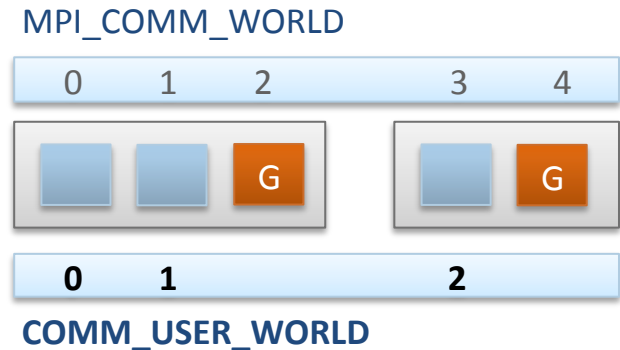 MPI_COMM_WORLD
0 1 2 3 4
G G
0 1 2
COMM_USER_WORLD